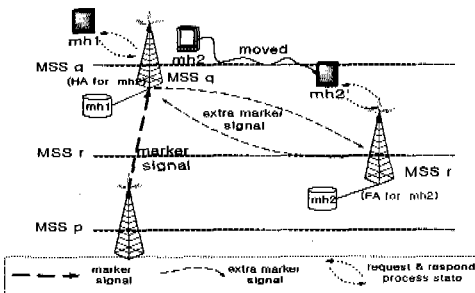 mh1
mh2
moved
MSS q
(HA for mh2)
MSS q
mh2'
mh1
extra marker
signal
MSS r
marker
signal
MSS r
mh2
(FA for mh2)
MSS p
marker
signal
extra marker
signal
request & respond
process state